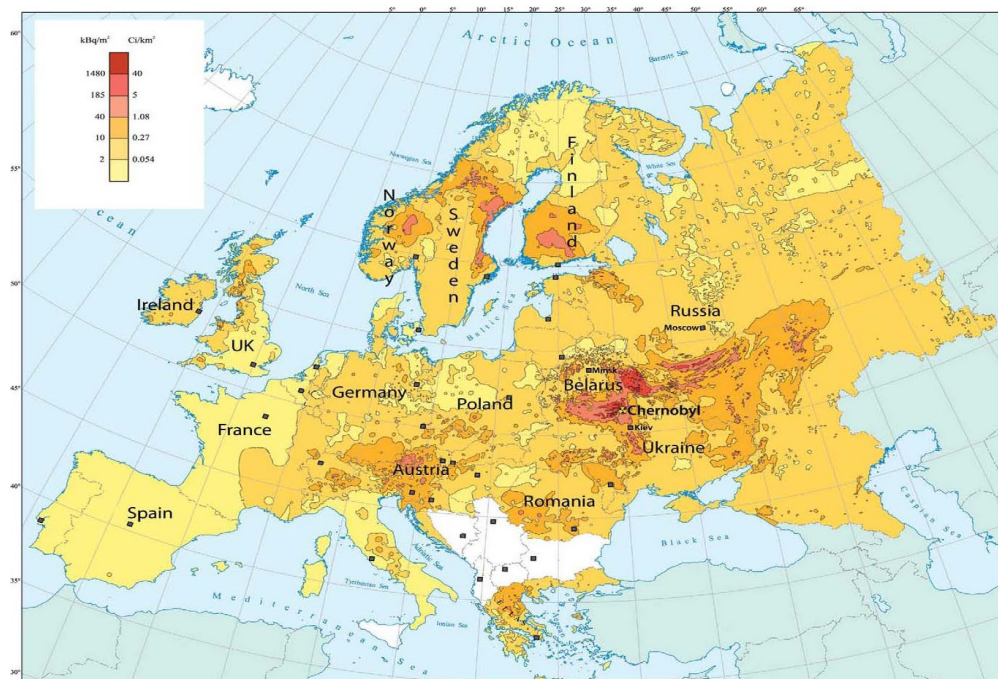 5° 0° 5° 10° 15° 20° 25° 30° 35° 40° 45° 50° 55° 60° 65°
60°
Arctic Ocean
Barents Sea
kBq/m² Ci/km²
1480 40
185 5
40 1.08
10 0.27
2 0.054
55°
Norwegian Sea
White Sea
Finland
Norway
Sweden
ocean
50°
North Sea
Baltic Sea
Ireland
UK
Russia
Moscow
45°
Minsk
Belarus
Germany
Poland
Chernobyl
Kiev
France
Ukraine
Austria
40°
Spain
Romania
Caspian Sea
Adriatic Sea
Black Sea
35°
Tyrrhenian Sea
Mediterranean Sea
Ionian Sea
30°